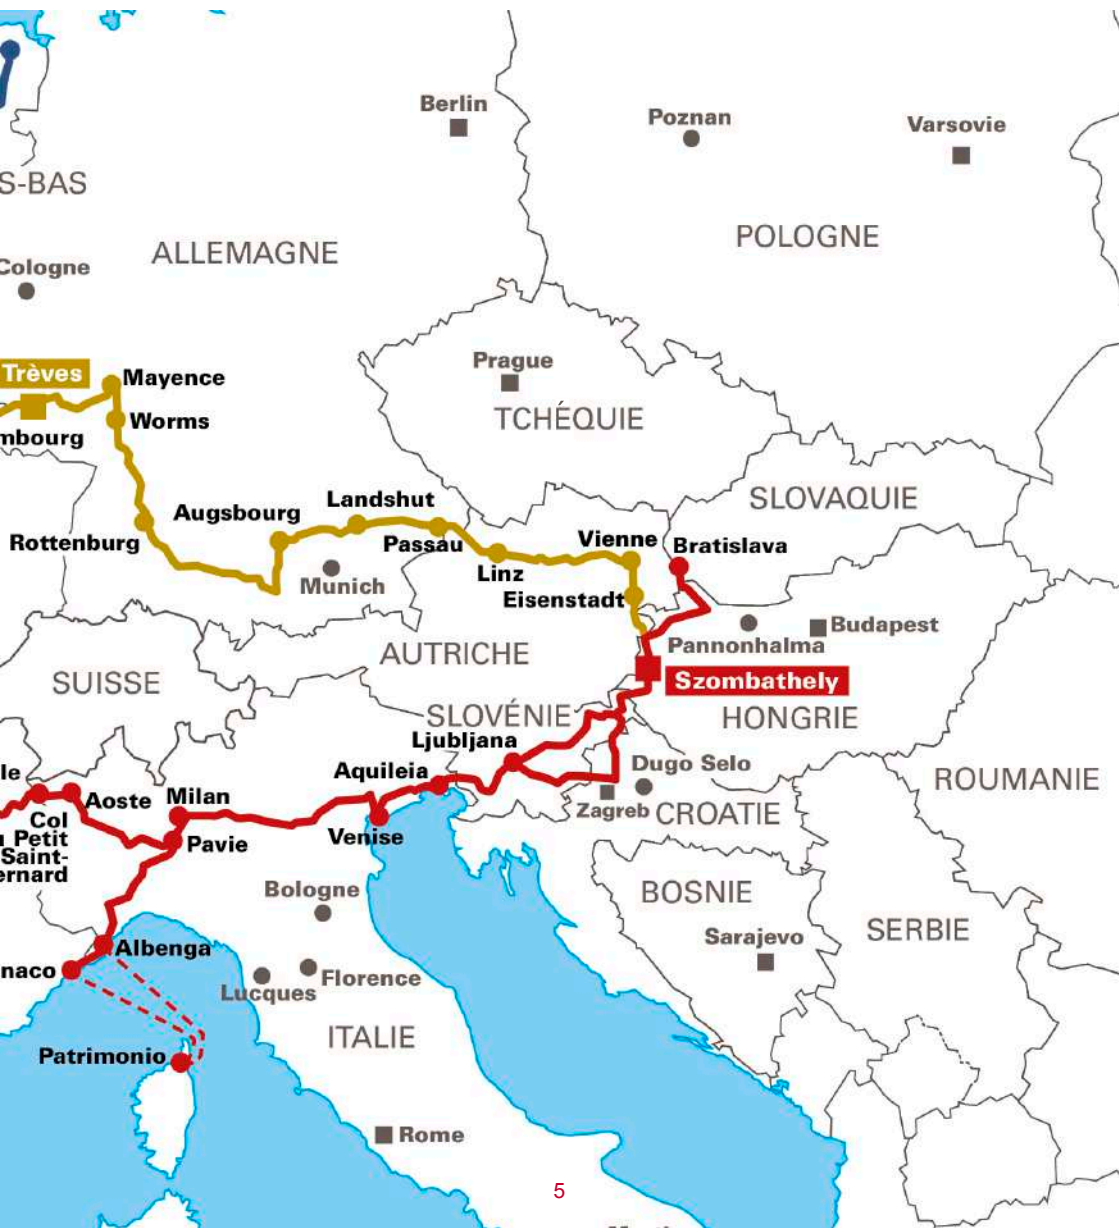 Berlin
Poznan
Varsovie
S-BAS
POLOGNE
ALLEMAGNE
Cologne
Prague
Trèves
Mayence
TCHÉQUIE
Worms
mbourg
SLOVAQUIE
Landshut
Augsbourg
Rottenburg
Passau
Vienne
Bratislava
Linz
Munich
Eisenstadt
Budapest
Pannonhalma
AUTRICHE
SUISSE
Szombathely
SLOVÉNIE
HONGRIE
Ljubljana
Dugo Selo
le
Aquileia
ROUMANIE
Aoste
Milan
Zagreb
CROATIE
Col
u Petit
Saint-
ernard
Venise
Pavie
Bologne
BOSNIE
SERBIE
Sarajevo
Albenga
naco
Florence
Lucques
ITALIE
Patrimonio
Rome
5